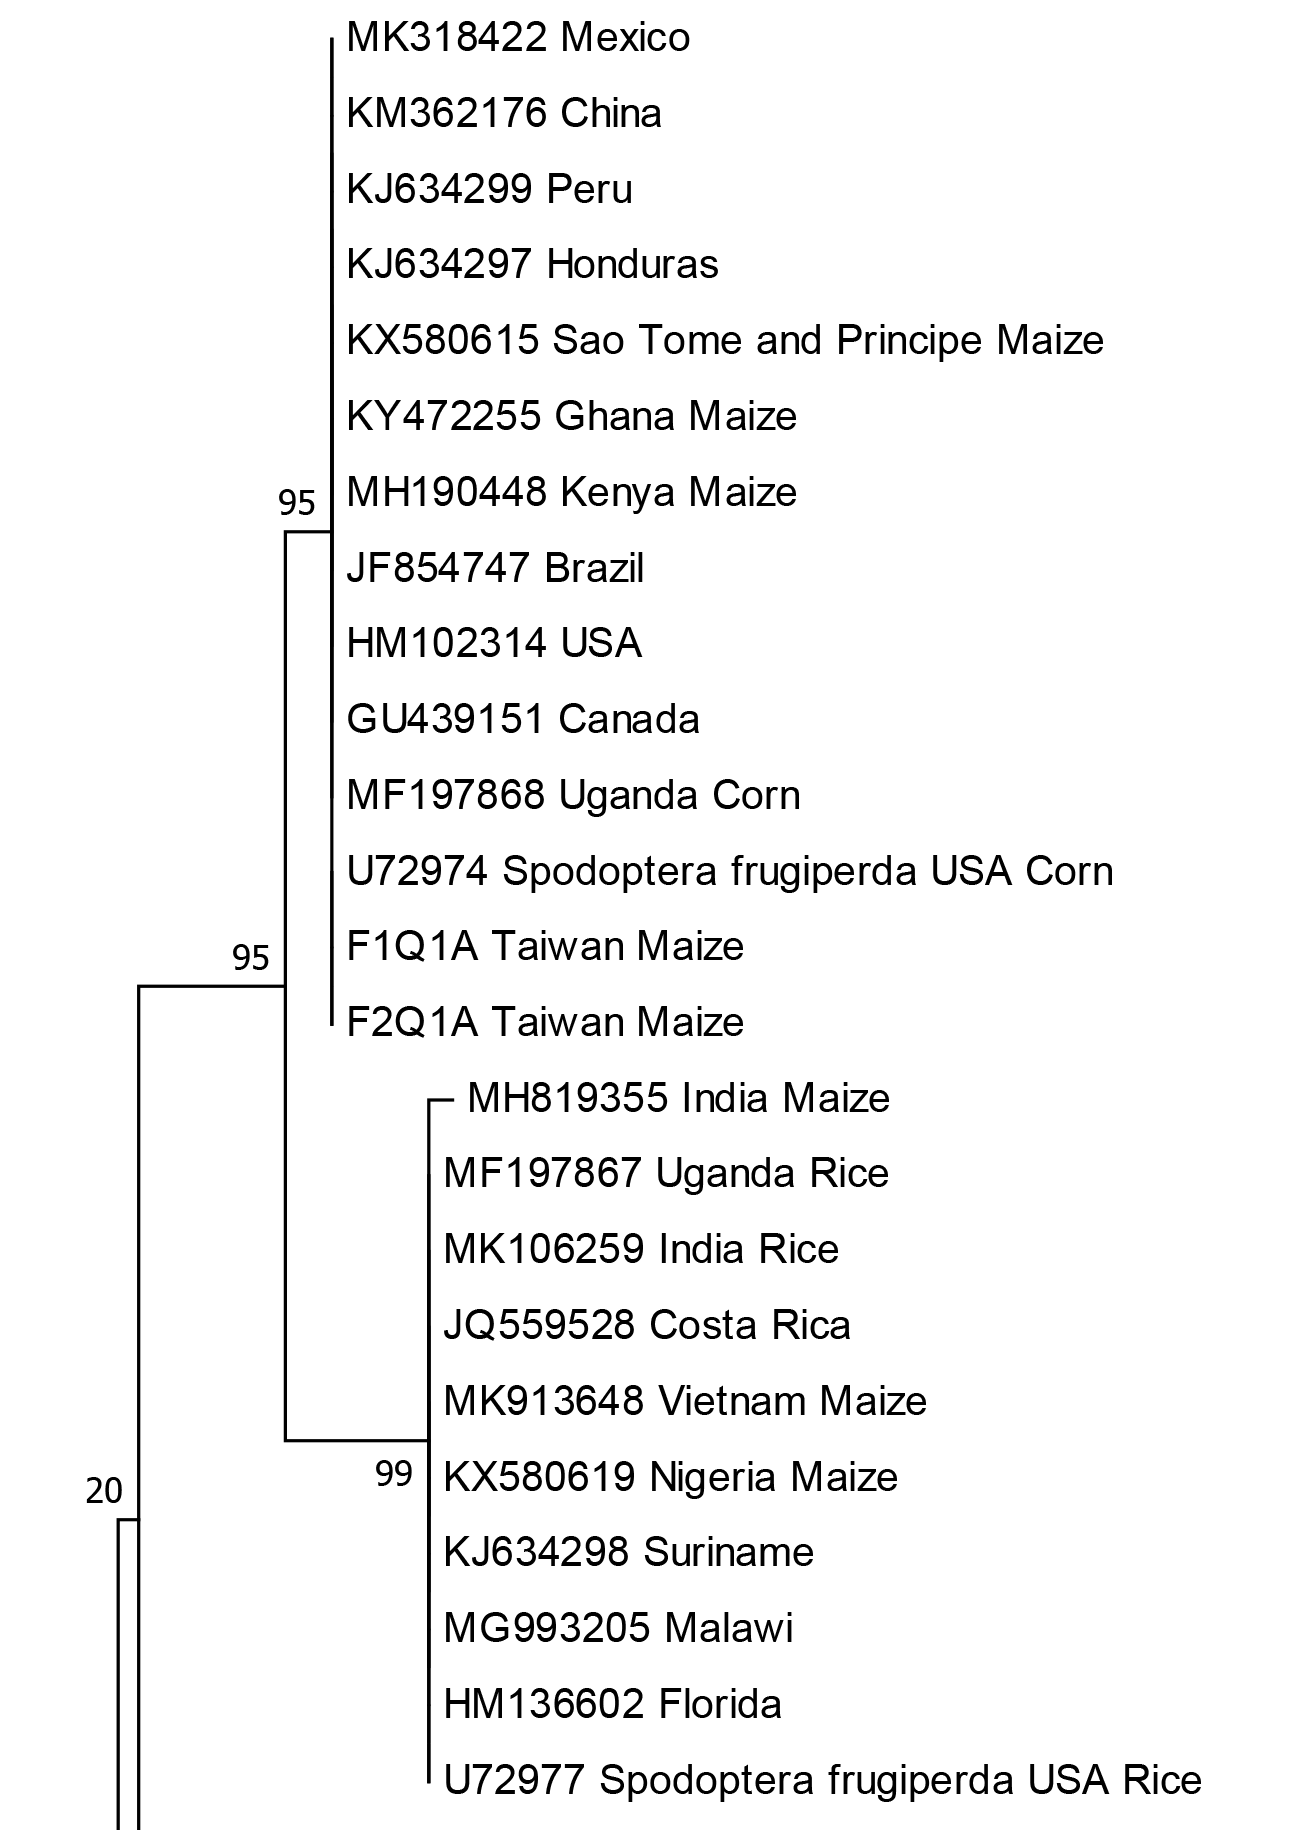 MK318422 Mexico
KM362176 China
KJ634299 Peru
KJ634297 Honduras
KX580615 Sao Tome and Principe Maize
KY472255 Ghana Maize
95
MH190448 Kenya Maize
JF854747 Brazil
HM102314 USA
GU439151 Canada
MF197868 Uganda Corn
U72974 Spodoptera frugiperda USA Corn
95
F1Q1A Taiwan Maize
F2Q1A Taiwan Maize
MH819355 India Maize
MF197867 Uganda Rice
MK106259 India Rice
JQ559528 Costa Rica
MK913648 Vietnam Maize
99
KX580619 Nigeria Maize
20
KJ634298 Suriname
MG993205 Malawi
HM136602 Florida
U72977 Spodoptera frugiperda USA Rice